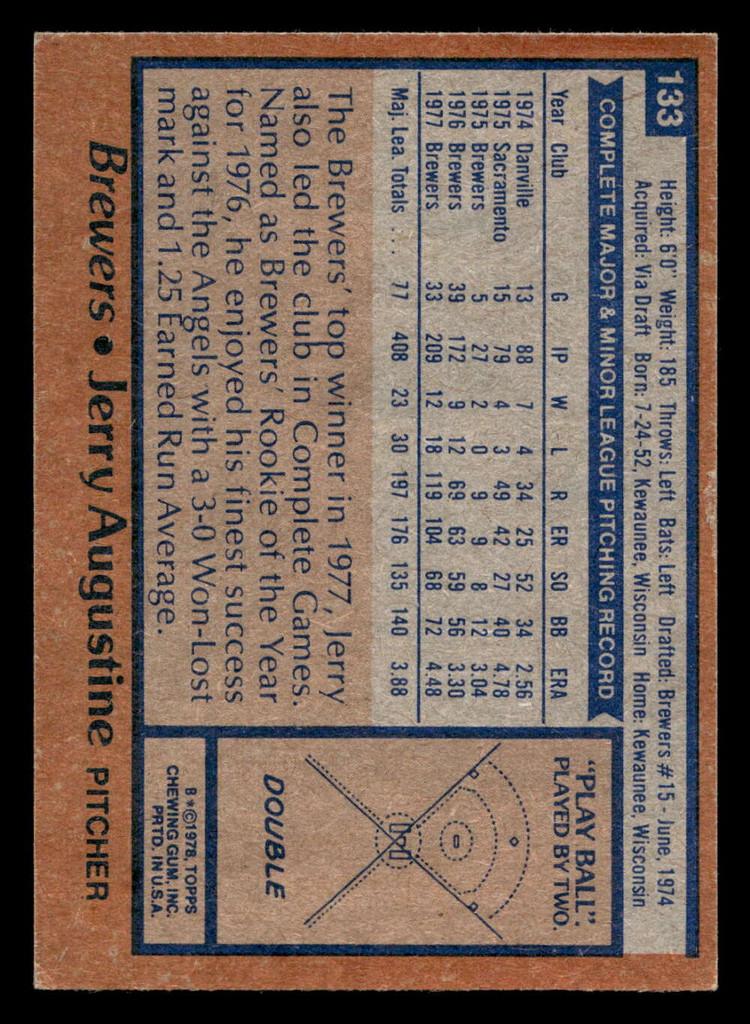 133
Height: 6'0" Weight: 185 Throws: Left Bats: Left Drafted: Brewers #15 - June, 1974
Acquired: Via Draft Born: 7-24-52, Kewaunee, Wisconsin Home: Kewaunee, Wisconsin
COMPLETE MAJOR & MINOR LEAGUE PITCHING RECORD
Year Club G IP W L R ER SO BB ERA
1974 Danville 13 88 7 4 34 25 52 34 2.56
1975 Sacramento 15 79 4 3 49 42 27 40 4.78
1975 Brewers 5 27 2 0 9 9 8 12 3.04
1976 Brewers 39 172 9 12 69 63 59 56 3.30
1977 Brewers 33 209 12 18 119 104 68 72 4.48
Maj. Lea. Totals ... 77 408 23 30 197 176 135 140 3.88
The Brewers' top winner in 1977, Jerry
also led the club in Complete Games.
Named as Brewers' Rookie of the Year
for 1976, he enjoyed his finest success
against the Angels with a 3-0 Won-Lost
mark and 1.25 Earned Run Average.
"PLAY BALL".
PLAYED BY TWO.
DOUBLE
B*©1978, TOPPS
CHEWING GUM, INC.
PRTD. IN U.S.A.
Brewers • Jerry Augustine PITCHER